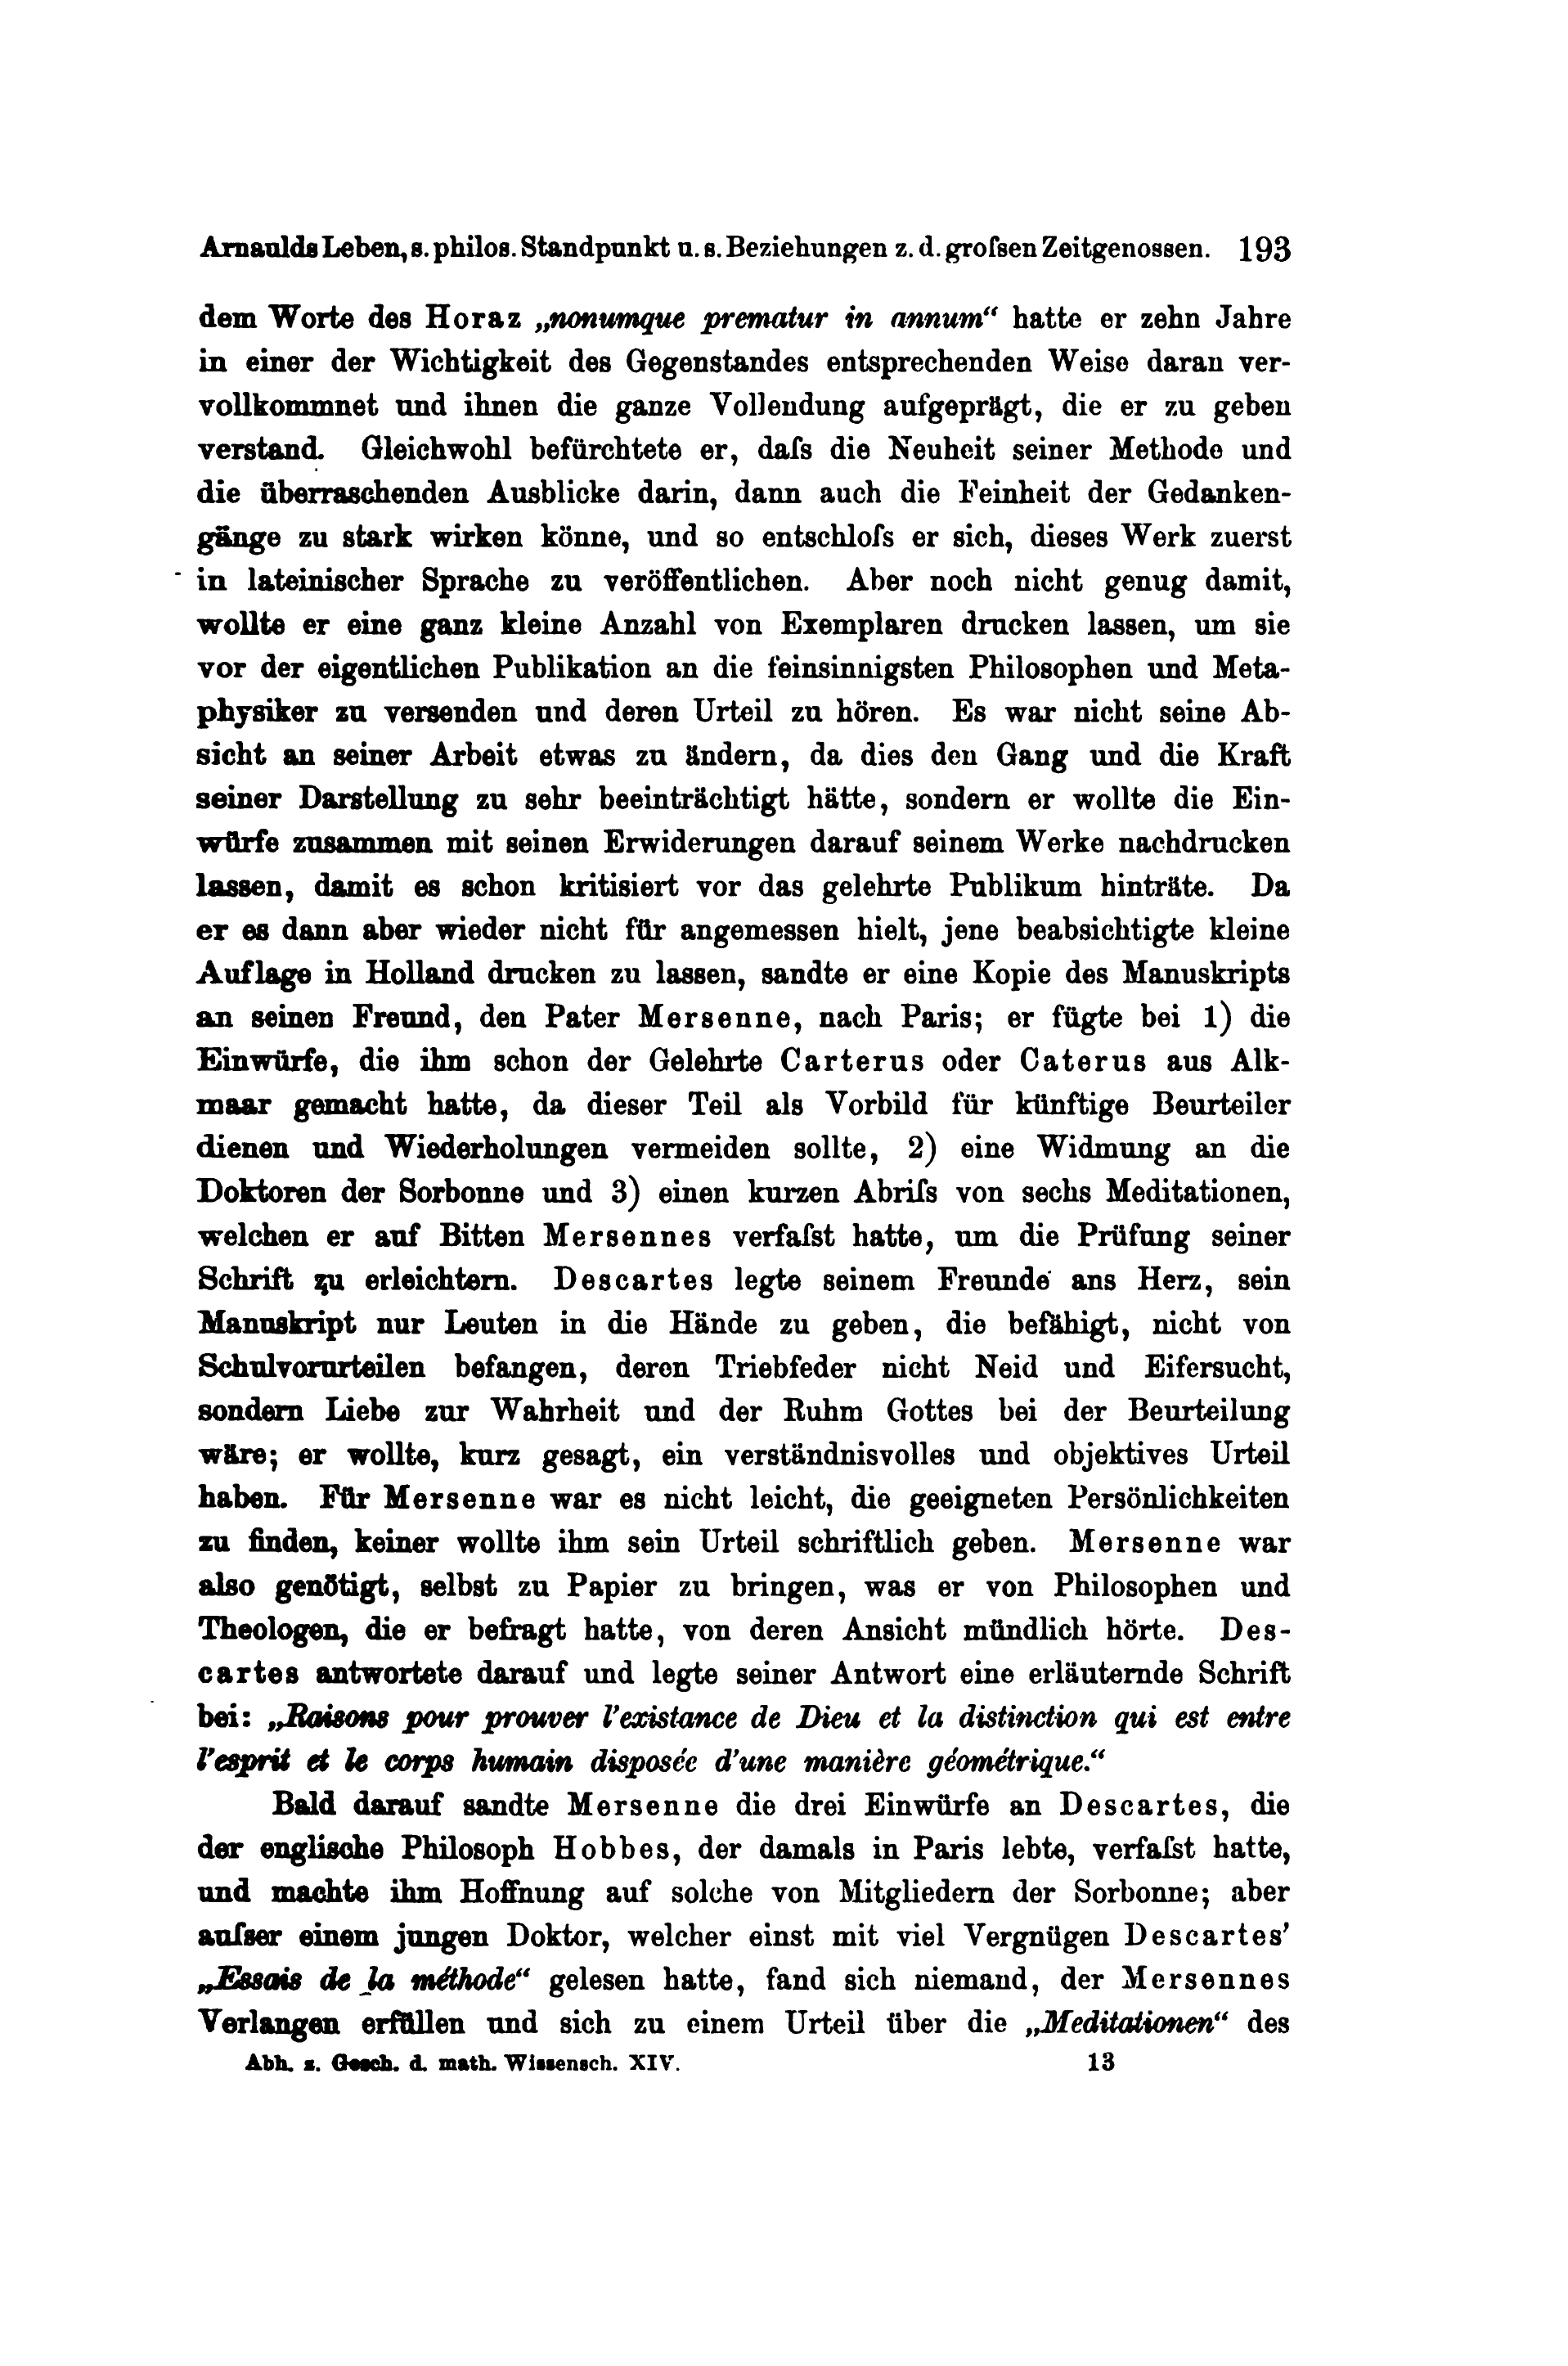 Arnaulds Leben, s. philos. Standpunkt u. s. Beziehungen z. d. groſsen Zeitgenossen. 193
dem Worte des Horaz „nonumque prematur in annum“ hatte er zehn Jahre
in einer der Wichtigkeit des Gegenstandes entsprechenden Weise daran ver-
vollkommnet und ihnen die ganze Vollendung aufgeprägt, die er zu geben
verstand. Gleichwohl befürchtete er, daſs die Neuheit seiner Methode und
die überraschenden Ausblicke darin, dann auch die Feinheit der Gedanken-
gänge zu stark wirken könne, und so entschloſs er sich, dieses Werk zuerst
in lateinischer Sprache zu veröffentlichen. Aber noch nicht genug damit,
wollte er eine ganz kleine Anzahl von Exemplaren drucken lassen, um sie
vor der eigentlichen Publikation an die feinsinnigsten Philosophen und Meta-
physiker zu versenden und deren Urteil zu hören. Es war nicht seine Ab-
sicht an seiner Arbeit etwas zu ändern, da dies den Gang und die Kraft
seiner Darstellung zu sehr beeinträchtigt hätte, sondern er wollte die Ein-
würfe zusammen mit seinen Erwiderungen darauf seinem Werke nachdrucken
lassen, damit es schon kritisiert vor das gelehrte Publikum hinträte. Da
er es dann aber wieder nicht für angemessen hielt, jene beabsichtigte kleine
Auflage in Holland drucken zu lassen, sandte er eine Kopie des Manuskripts
an seinen Freund, den Pater Mersenne, nach Paris; er fügte bei 1) die
Einwürfe, die ihm schon der Gelehrte Carterus oder Caterus aus Alk-
maar gemacht hatte, da dieser Teil als Vorbild für künftige Beurteiler
dienen und Wiederholungen vermeiden sollte, 2) eine Widmung an die
Doktoren der Sorbonne und 3) einen kurzen Abriſs von sechs Meditationen,
welchen er auf Bitten Mersennes verfaſst hatte, um die Prüfung seiner
Schrift zu erleichtern. Descartes legte seinem Freunde ans Herz, sein
Manuskript nur Leuten in die Hände zu geben, die befähigt, nicht von
Schulvorurteilen befangen, deren Triebfeder nicht Neid und Eifersucht,
sondern Liebe zur Wahrheit und der Ruhm Gottes bei der Beurteilung
wäre; er wollte, kurz gesagt, ein verständnisvolles und objektives Urteil
haben. Für Mersenne war es nicht leicht, die geeigneten Persönlichkeiten
zu finden, keiner wollte ihm sein Urteil schriftlich geben. Mersenne war
also genötigt, selbst zu Papier zu bringen, was er von Philosophen und
Theologen, die er befragt hatte, von deren Ansicht mündlich hörte. Des-
cartes antwortete darauf und legte seiner Antwort eine erläuternde Schrift
bei: „Raisons pour prouver l'existance de Dieu et la distinction qui est entre
l'esprit et le corps humain disposée d'une manière géométrique.“
Bald darauf sandte Mersenne die drei Einwürfe an Descartes, die
der englische Philosoph Hobbes, der damals in Paris lebte, verfaſst hatte,
und machte ihm Hoffnung auf solche von Mitgliedern der Sorbonne; aber
auſser einem jungen Doktor, welcher einst mit viel Vergnügen Descartes'
„Essais de la méthode“ gelesen hatte, fand sich niemand, der Mersennes
Verlangen erfüllen und sich zu einem Urteil über die „Meditationen“ des
Abh. z. Gesch. d. math. Wissensch. XIV. 13